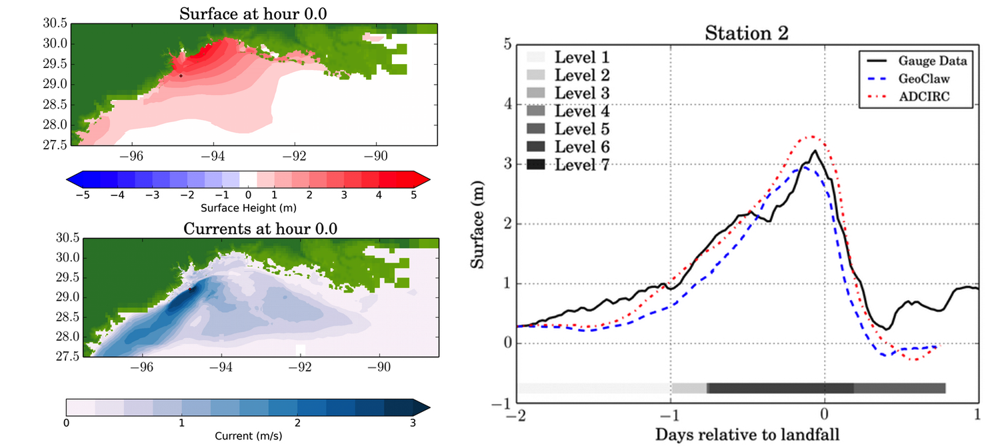 Surface at hour 0.0
30.5
30.0
29.5
29.0
28.5
28.0
27.5
−96 −94 −92 −90
−5 −4 −3 −2 −1 0 1 2 3 4 5
Surface Height (m)
Currents at hour 0.0
30.5
30.0
29.5
29.0
28.5
28.0
27.5
−96 −94 −92 −90
0 1 2 3
Current (m/s)
Station 2
Surface (m)
5
4
3
2
1
0
−1
Level 1
Level 2
Level 3
Level 4
Level 5
Level 6
Level 7
Gauge Data
GeoClaw
ADCIRC
−2 −1 0 1
Days relative to landfall